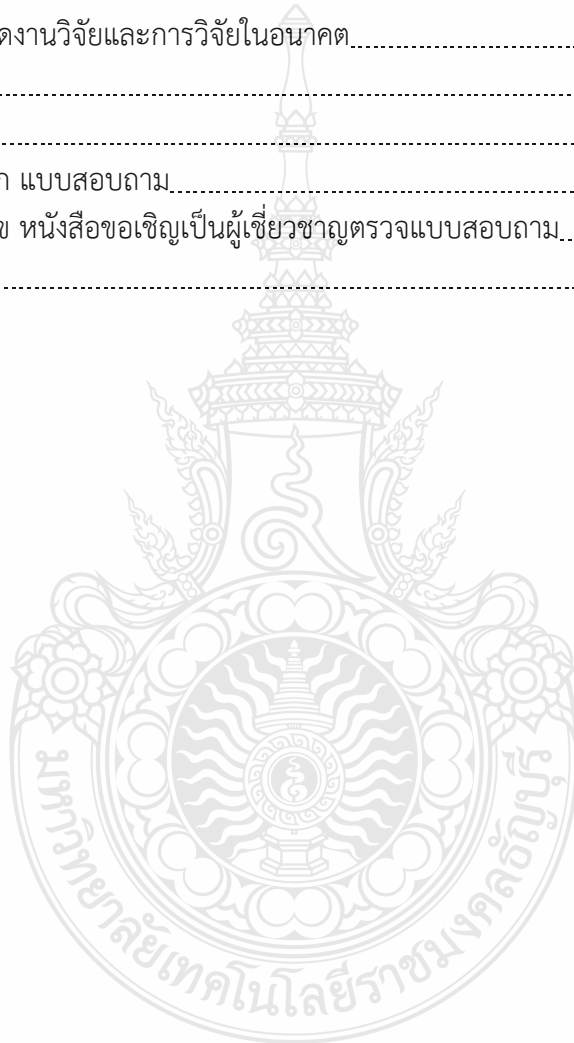 ดงานวิจัยและการวิจัยในอนาคต
ก แบบสอบถาม
ข หนังสือขอเชิญเป็นผู้เชี่ยวชาญตรวจแบบสอบถาม
มหาวิทยาลัยเทคโนโลยีราชมงคลธัญบุรี